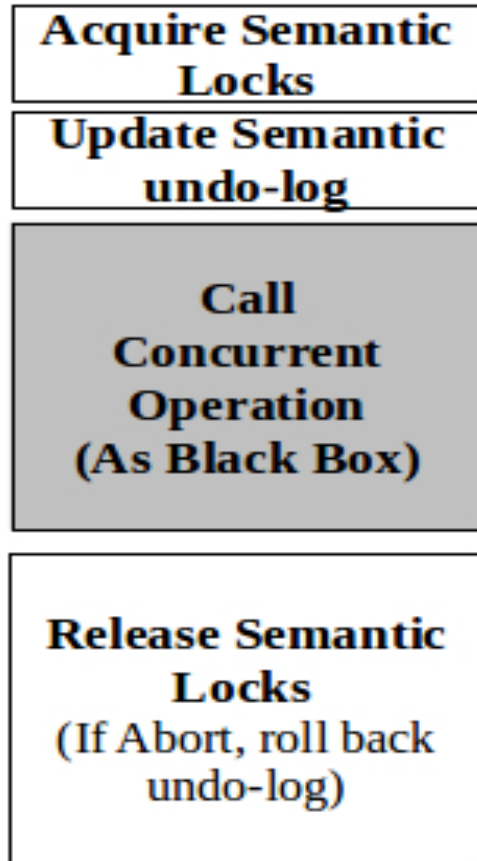 Acquire Semantic
Locks
Update Semantic
undo-log
Call
Concurrent
Operation
(As Black Box)
Release Semantic
Locks
(If Abort, roll back
undo-log)